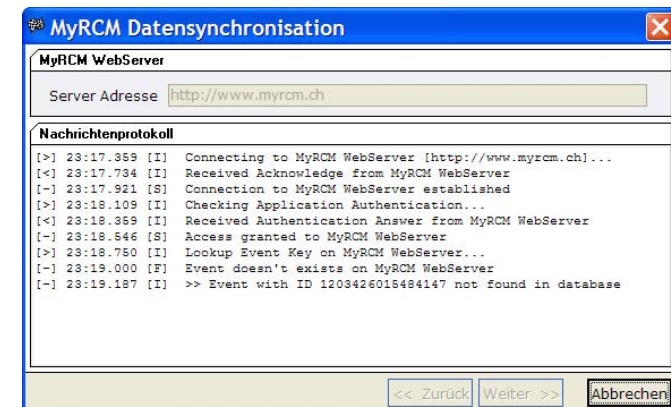 MyRCM Datensynchronisation
MyRCM WebServer
Server Adresse http://www.myrcm.ch
Nachrichtenprotokoll
[>] 23:17.359 [I] Connecting to MyRCM WebServer [http://www.myrcm.ch]...
[<] 23:17.734 [I] Received Acknowledge from MyRCM WebServer
[-] 23:17.921 [S] Connection to MyRCM WebServer established
[>] 23:18.109 [I] Checking Application Authentication...
[<] 23:18.359 [I] Received Authentication Answer from MyRCM WebServer
[-] 23:18.546 [S] Access granted to MyRCM WebServer
[>] 23:18.750 [I] Lookup Event Key on MyRCM WebServer...
[-] 23:19.000 [F] Event doesn't exists on MyRCM WebServer
[-] 23:19.187 [I] >> Event with ID 1203426015484147 not found in database
<< Zurück Weiter >> Abbrechen